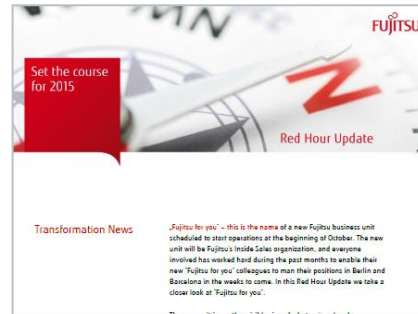 Set the course
for 2015
FUJITSU
N
Red Hour Update
Transformation News
„Fujitsu for you“ – this is the name of a new Fujitsu business unit
scheduled to start operations at the beginning of October. The new
unit will be Fujitsu's Inside Sales organization, and everyone
involved has worked hard during the past months to enable their
new "Fujitsu for you" colleagues to man their positions in Berlin and
Barcelona in the weeks to come. In this Red Hour Update we take a
closer look at "Fujitsu for you".